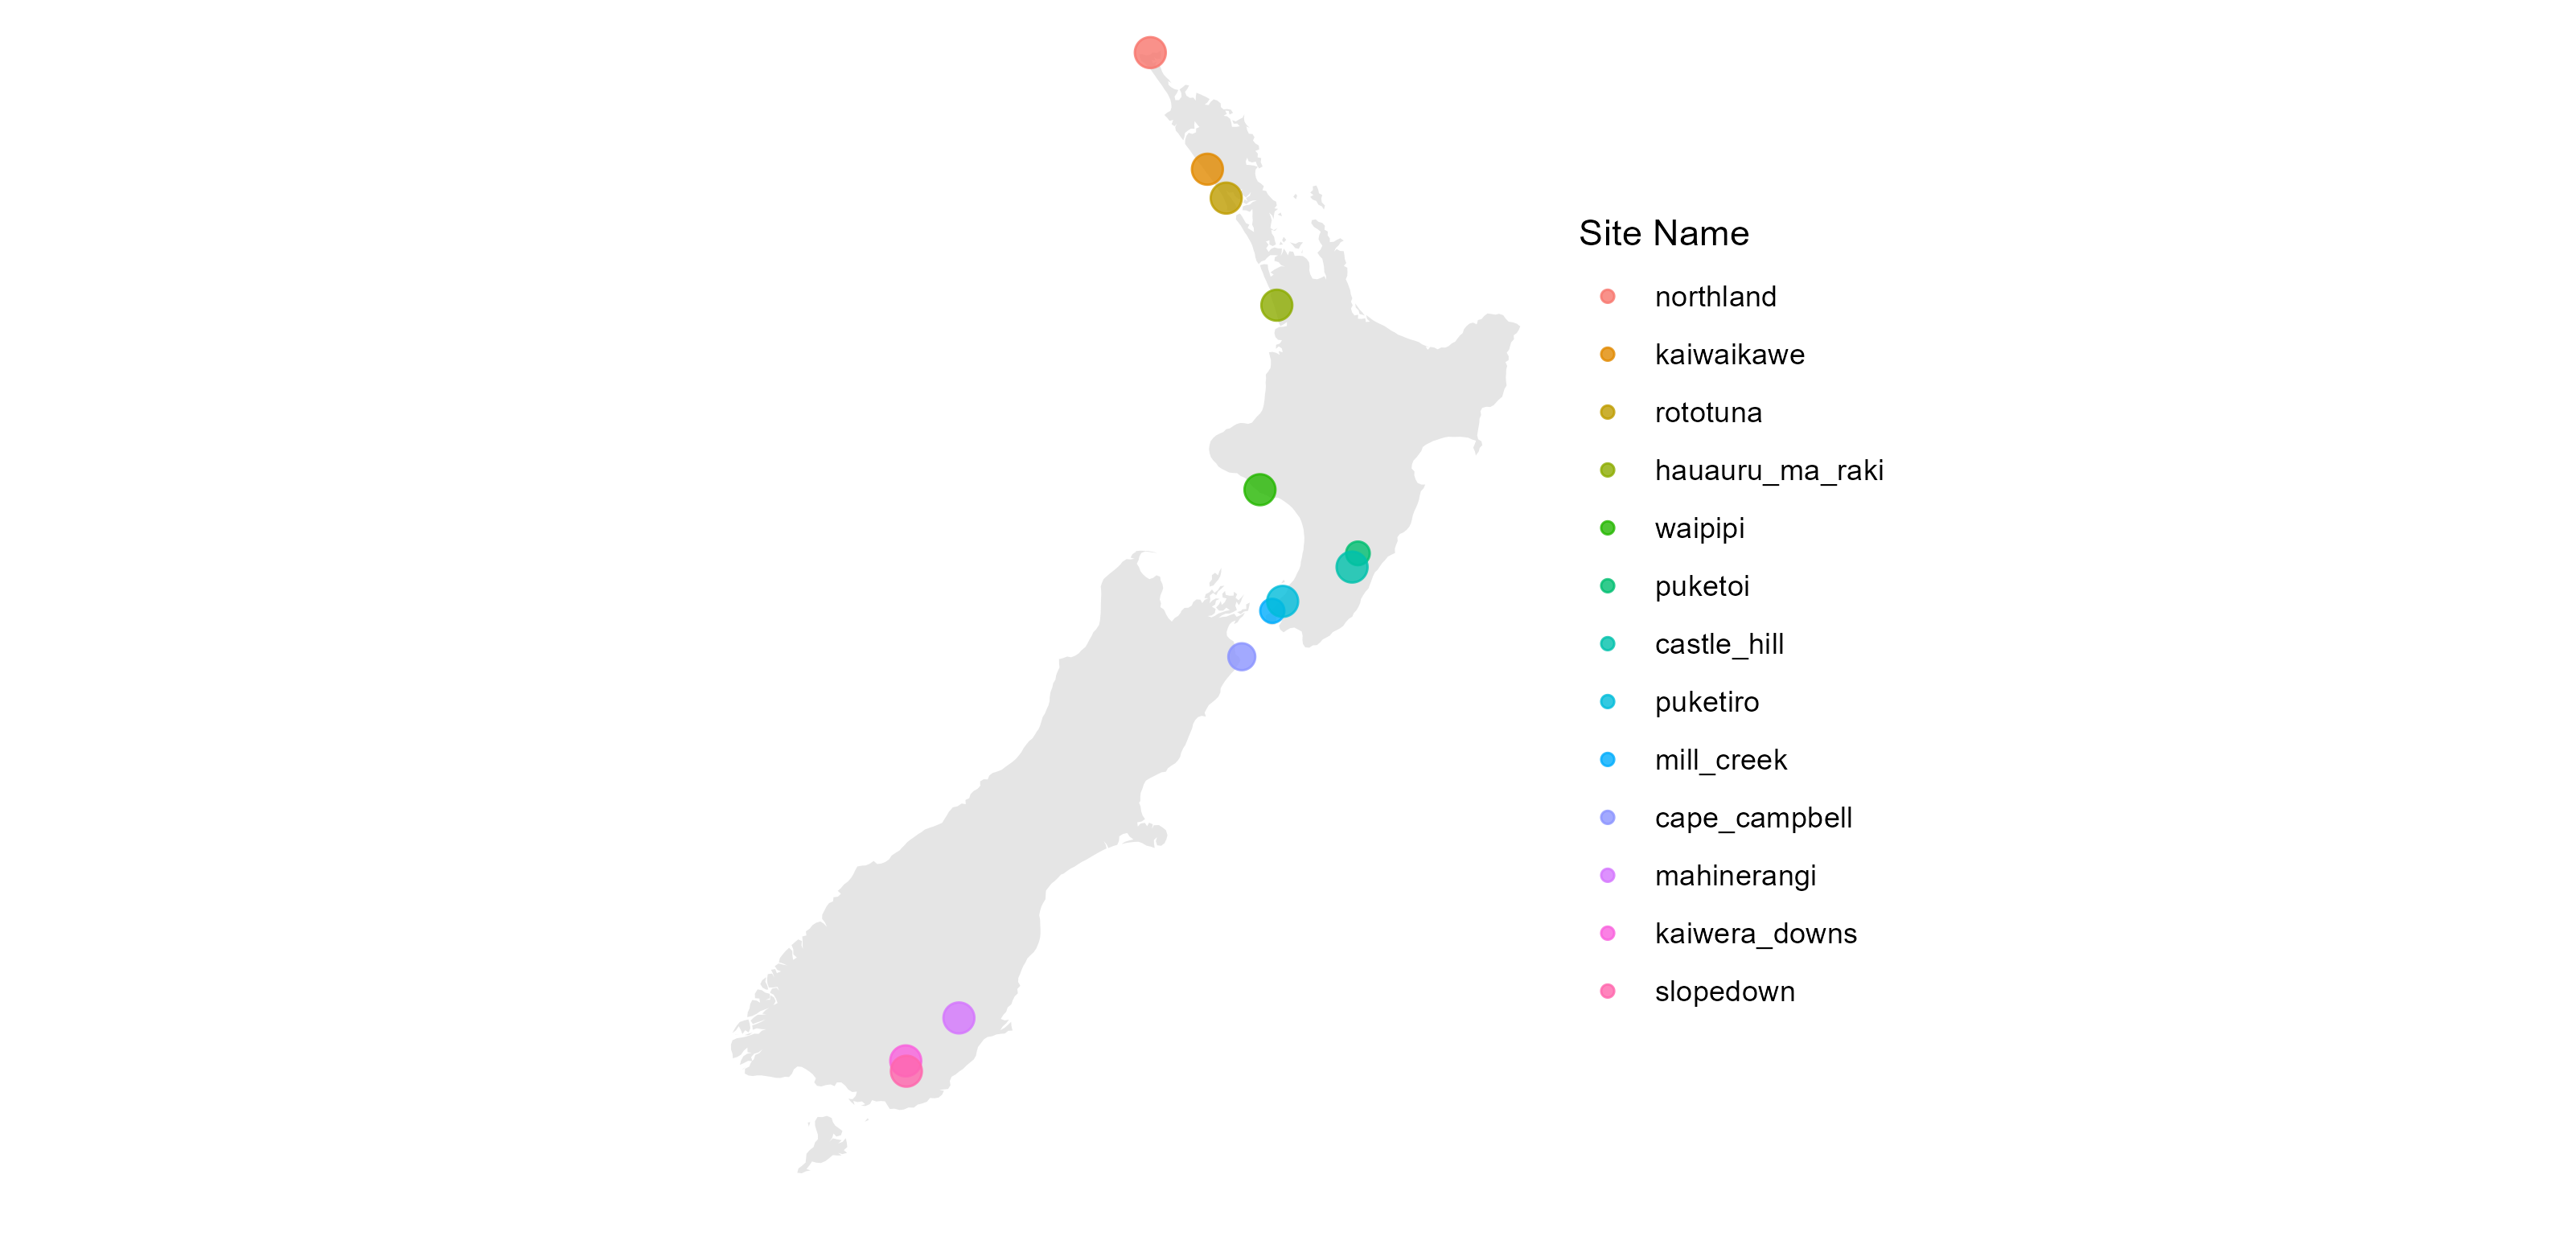 Site Name
northland
kaiwaikawe
rototuna
hauauru_ma_raki
waipipi
puketoi
castle_hill
puketiro
mill_creek
cape_campbell
mahinerangi
kaiwera_downs
slopedown